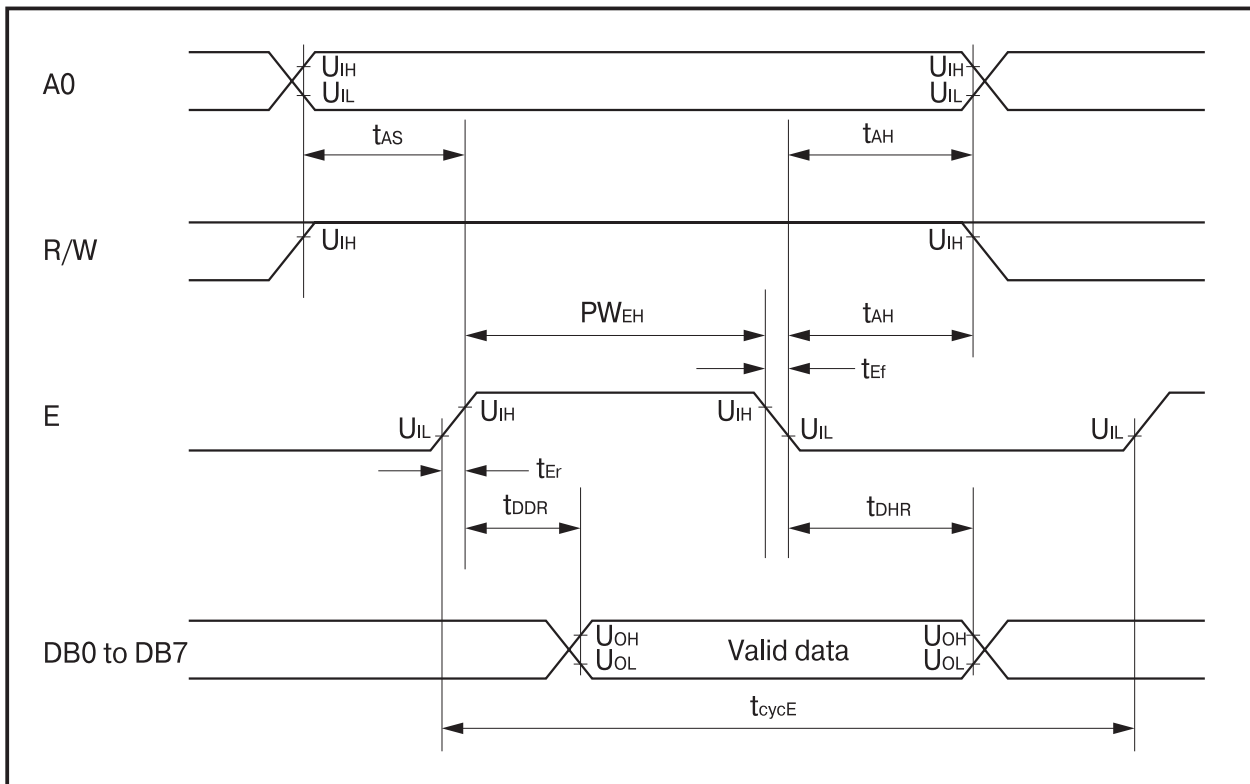 A0
UIH
UIL
UIH
UIL
tAS
tAH
R/W
UIH
UIH
PWEH
tAH
tEf
E
UIL
UIH
UIH
UIL
UIL
tEr
tDDR
tDHR
DB0 to DB7
UOH
UOL
Valid data
UOH
UOL
tcycE